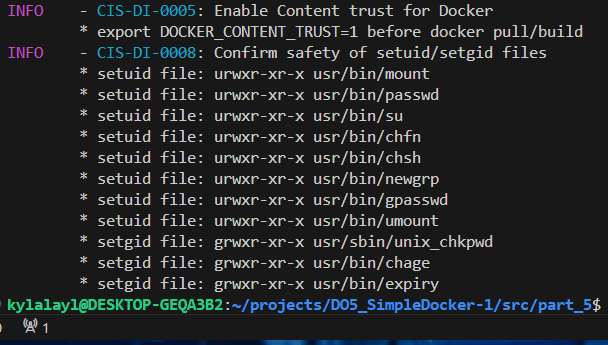 INFO - CIS-DI-0005: Enable Content trust for Docker
* export DOCKER_CONTENT_TRUST=1 before docker pull/build
INFO - CIS-DI-0008: Confirm safety of setuid/setgid files
* setuid file: urwxr-xr-x usr/bin/mount
* setuid file: urwxr-xr-x usr/bin/passwd
* setuid file: urwxr-xr-x usr/bin/su
* setuid file: urwxr-xr-x usr/bin/chfn
* setuid file: urwxr-xr-x usr/bin/chsh
* setuid file: urwxr-xr-x usr/bin/newgrp
* setuid file: urwxr-xr-x usr/bin/gpasswd
* setuid file: urwxr-xr-x usr/bin/umount
* setgid file: grwxr-xr-x usr/sbin/unix_chkpwd
* setgid file: grwxr-xr-x usr/bin/chage
* setgid file: grwxr-xr-x usr/bin/expiry
kylalayl@DESKTOP-GEQA3B2:~/projects/DO5_SimpleDocker-1/src/part_5$
1